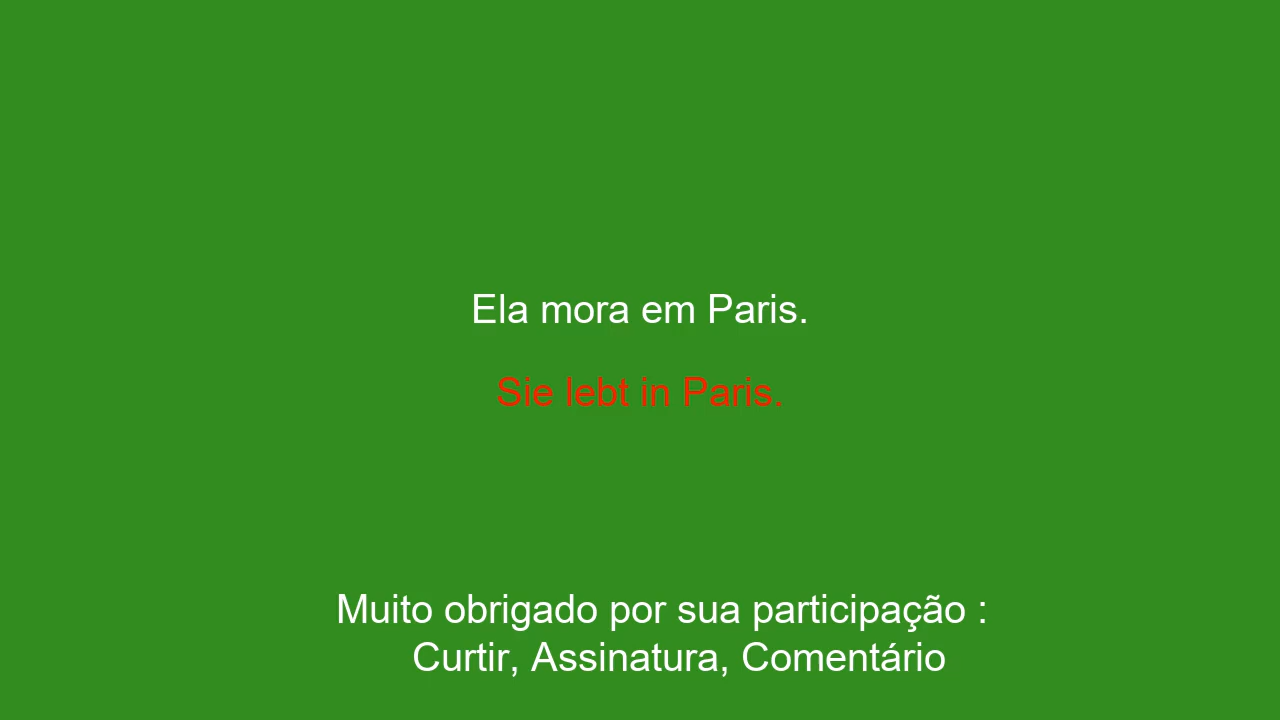 Ela mora em Paris.
Sie lebt in Paris.
Muito obrigado por sua participação :
Curtir, Assinatura, Comentário